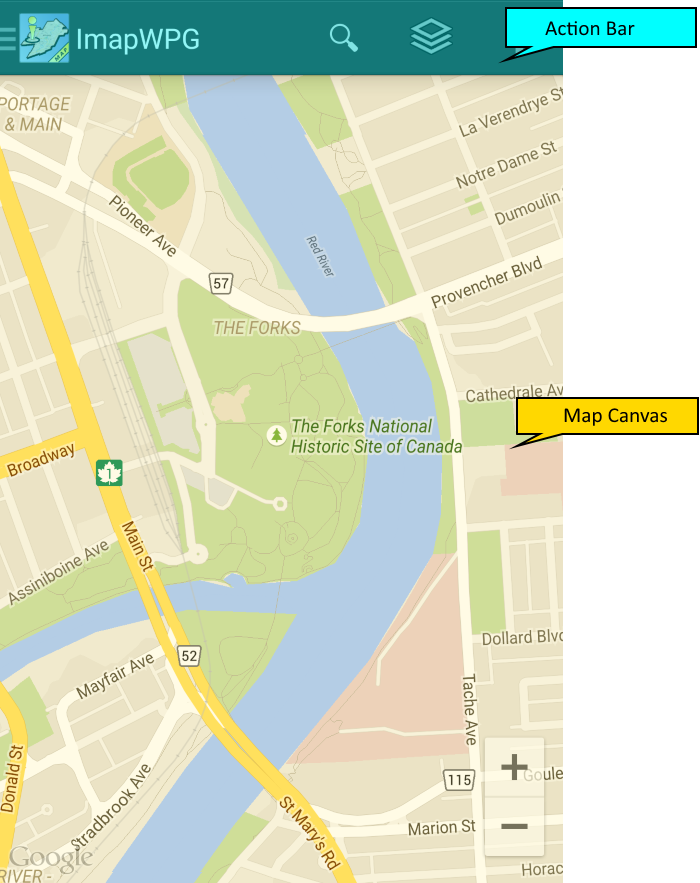 ImapWPG
Action Bar
PORTAGE
& MAIN
La Verendrye St
Notre Dame St
Dumoulin
Pioneer Ave
Red River
57
Provencher Blvd
THE FORKS
Cathedrale Av
Map Canvas
The Forks National
Historic Site of Canada
Broadway
1
Main St
Assiniboine Ave
Dollard Blvd
52
Mayfair Ave
Tache Ave
Donald St
+
115
Goule
Stradbrook Ave
St Mary's Rd
Marion St
−
Google
RIVER -
Horac